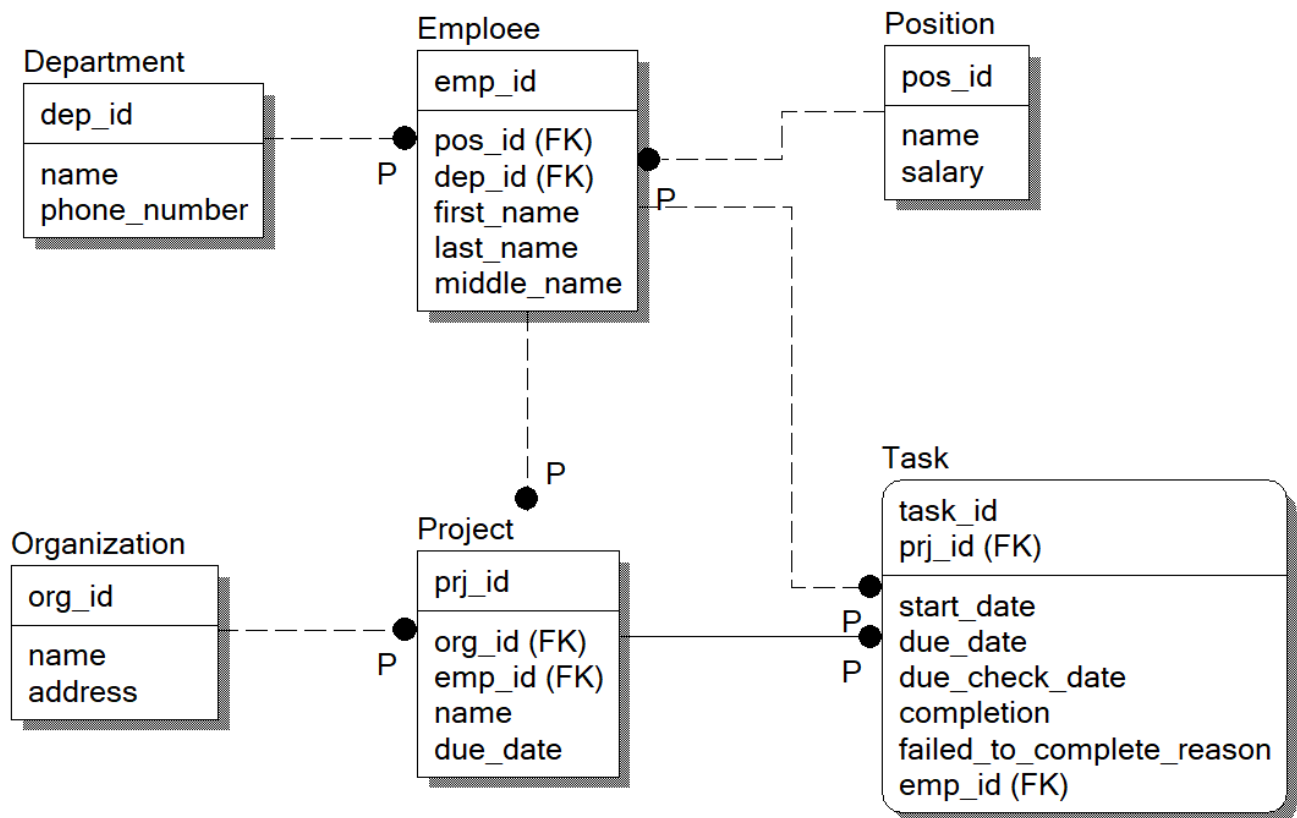 Department
dep_id
name
phone_number
P
Emploee
emp_id
pos_id (FK)
dep_id (FK)
first_name
last_name
middle_name
P
Position
pos_id
name
salary
P
Organization
org_id
name
address
P
Project
prj_id
org_id (FK)
emp_id (FK)
name
due_date
P
P
Task
task_id
prj_id (FK)
start_date
due_date
due_check_date
completion
failed_to_complete_reason
emp_id (FK)